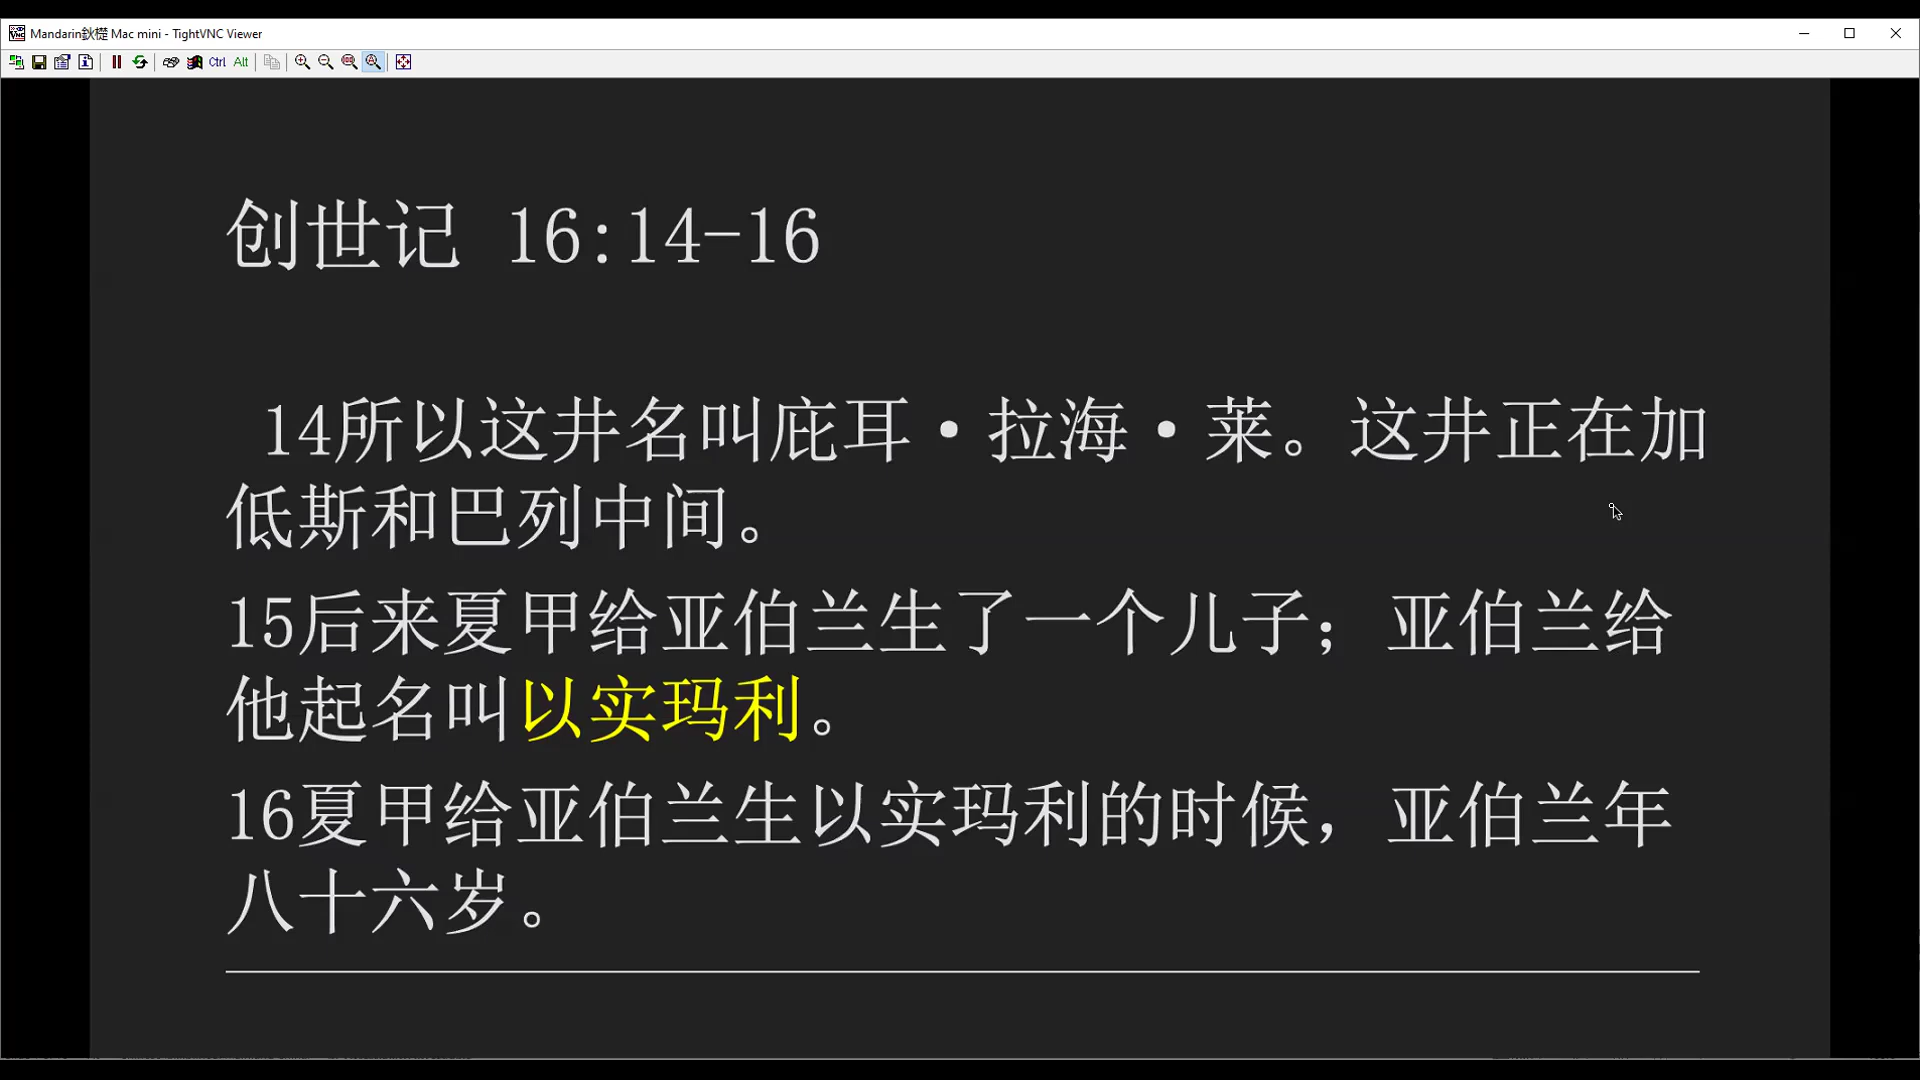 Mandarin鈥檚 Mac mini - TightVNC Viewer
Ctrl Alt
创世记 16:14-16
14所以这井名叫庇耳·拉海·莱。这井正在加
低斯和巴列中间。
15后来夏甲给亚伯兰生了一个儿子；亚伯兰给
他起名叫以实玛利。
16夏甲给亚伯兰生以实玛利的时候，亚伯兰年
八十六岁。